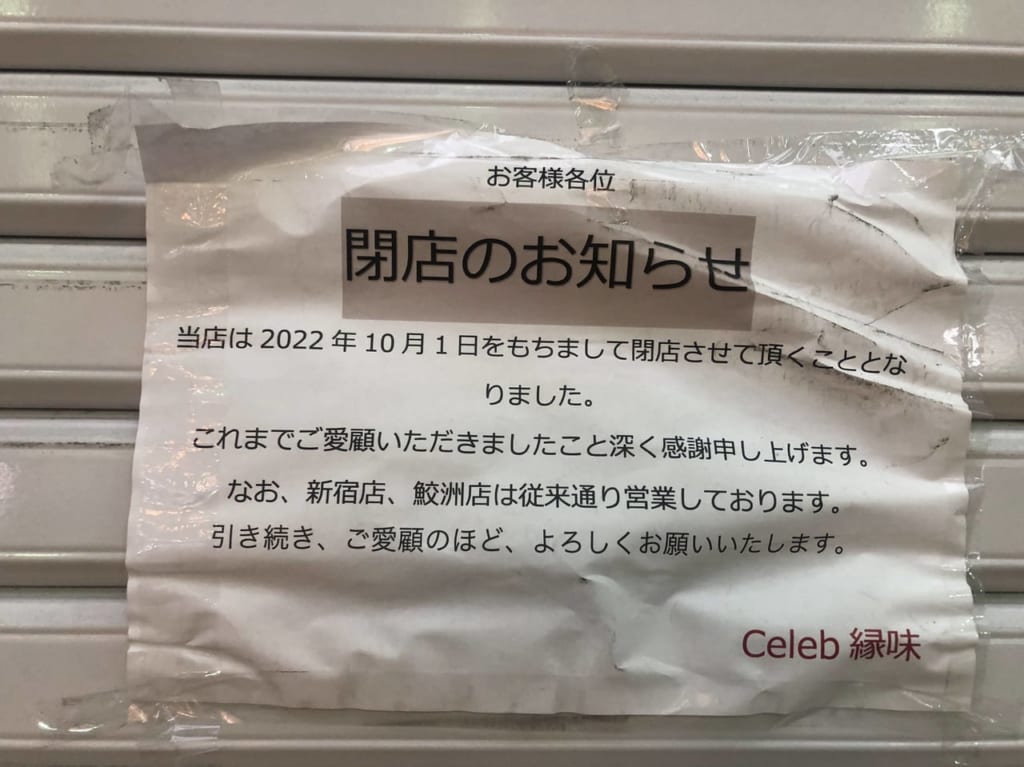 お客様各位
閉店のお知らせ
当店は 2022 年 10 月 1 日をもちまして閉店させて頂くこととな
りました。
これまでご愛顧いただきましたこと深く感謝申し上げます。
なお、新宿店、鮫洲店は従来通り営業しております。
引き続き、ご愛顧のほど、よろしくお願いいたします。
Celeb 縁味